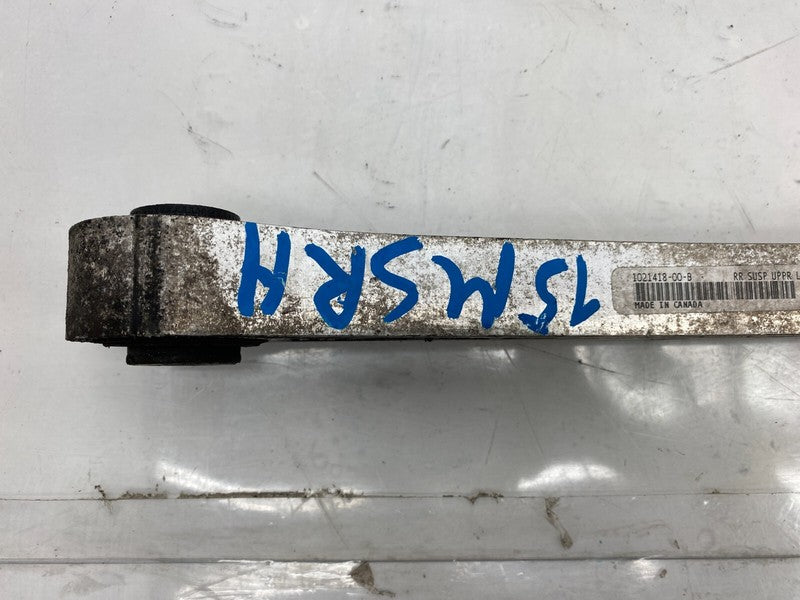 15MSRH
1021418-00-B RR SUSP UPPR L
MADE IN CANADA